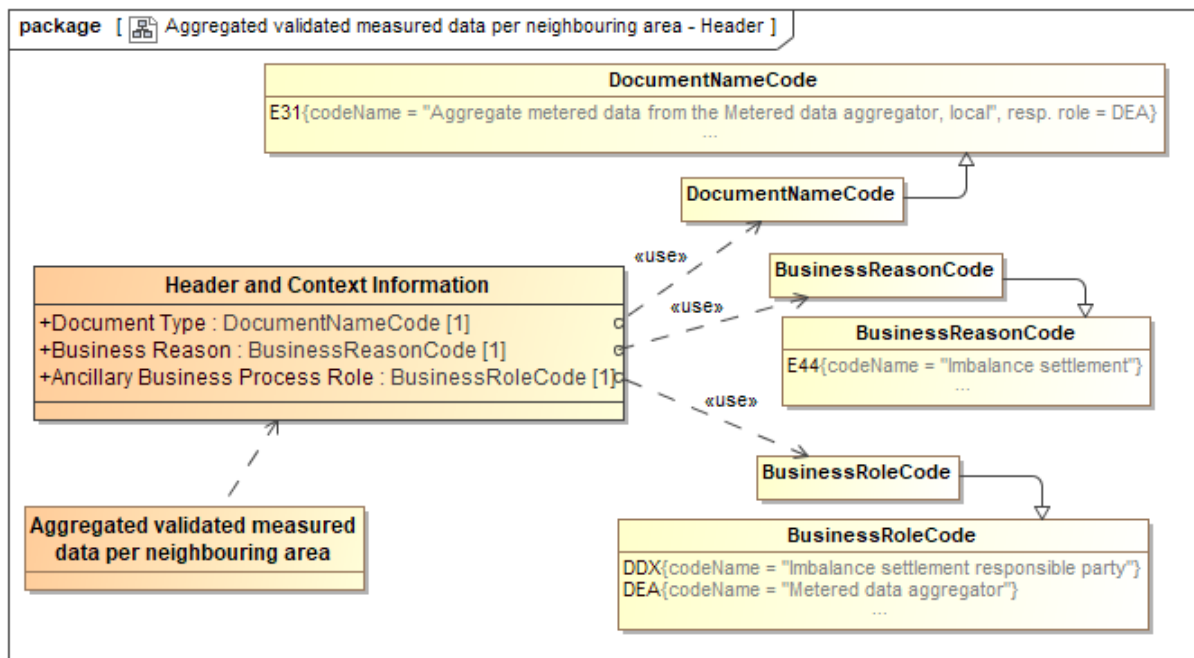 package [ Aggregated validated measured data per neighbouring area - Header ]
DocumentNameCode
E31{codeName = "Aggregate metered data from the Metered data aggregator, local", resp. role = DEA}
...
DocumentNameCode
«use»
BusinessReasonCode
«use»
Header and Context Information
+Document Type : DocumentNameCode [1]
+Business Reason : BusinessReasonCode [1]
+Ancillary Business Process Role : BusinessRoleCode [1]
BusinessReasonCode
E44{codeName = "Imbalance settlement"}
...
«use»
BusinessRoleCode
Aggregated validated measured
data per neighbouring area
BusinessRoleCode
DDX{codeName = "Imbalance settlement responsible party"}
DEA{codeName = "Metered data aggregator"}
...